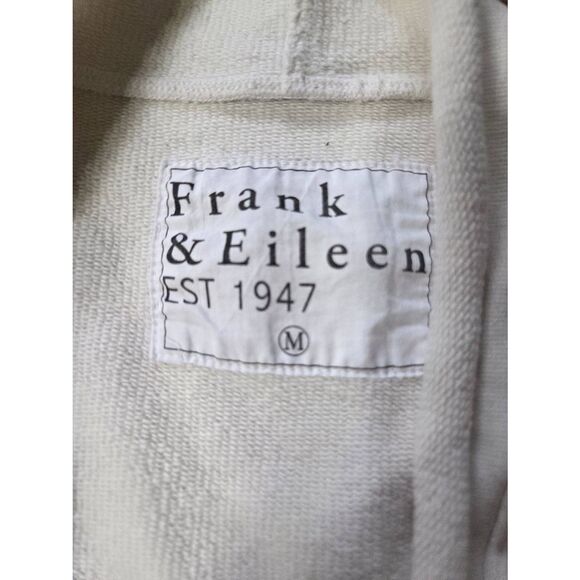 Frank
& Eileen
EST 1947
M